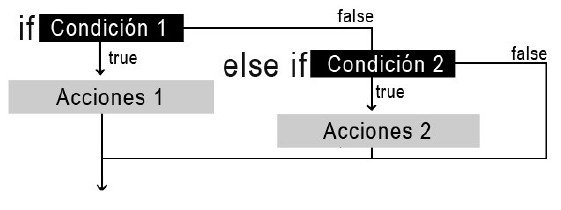 if Condición 1
false
true
else if Condición 2
false
Acciones 1
true
Acciones 2